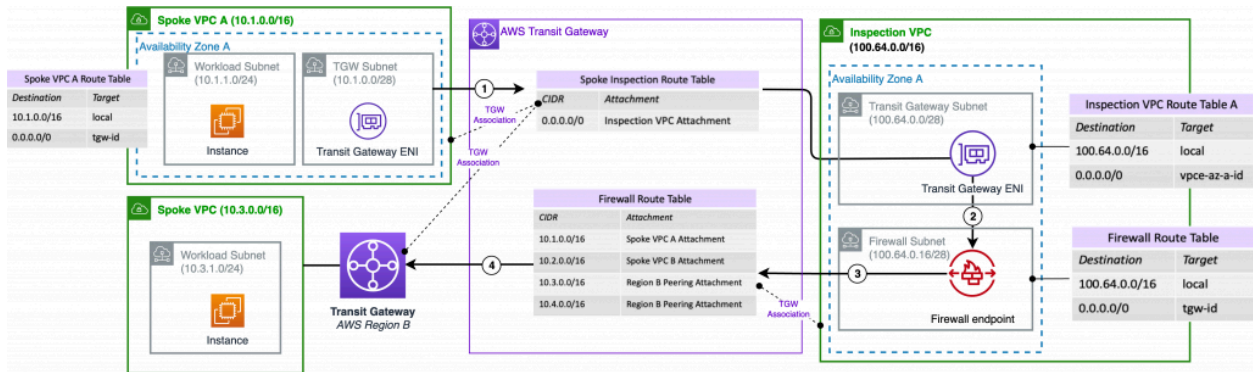 Spoke VPC A (10.1.0.0/16)
Availability Zone A
Workload Subnet
(10.1.1.0/24)
Instance
TGW Subnet
(10.1.0.0/28)
Transit Gateway ENI
Spoke VPC A Route Table
Destination Target
10.1.0.0/16 local
0.0.0.0/0 tgw-id
1
TGW
Association
TGW
Association
AWS Transit Gateway
Spoke Inspection Route Table
CIDR Attachment
0.0.0.0/0 Inspection VPC Attachment
Firewall Route Table
CIDR Attachment
10.1.0.0/16 Spoke VPC A Attachment
10.2.0.0/16 Spoke VPC B Attachment
10.3.0.0/16 Region B Peering Attachment
10.4.0.0/16 Region B Peering Attachment
TGW
Association
Inspection VPC
(100.64.0.0/16)
Availability Zone A
Transit Gateway Subnet
(100.64.0.0/28)
Transit Gateway ENI
2
Firewall Subnet
(100.64.0.16/28)
Firewall endpoint
3
4
Inspection VPC Route Table A
Destination Target
100.64.0.0/16 local
0.0.0.0/0 vpce-az-a-id
Firewall Route Table
Destination Target
100.64.0.0/16 local
0.0.0.0/0 tgw-id
Spoke VPC (10.3.0.0/16)
Workload Subnet
(10.3.1.0/24)
Instance
Transit Gateway
AWS Region B